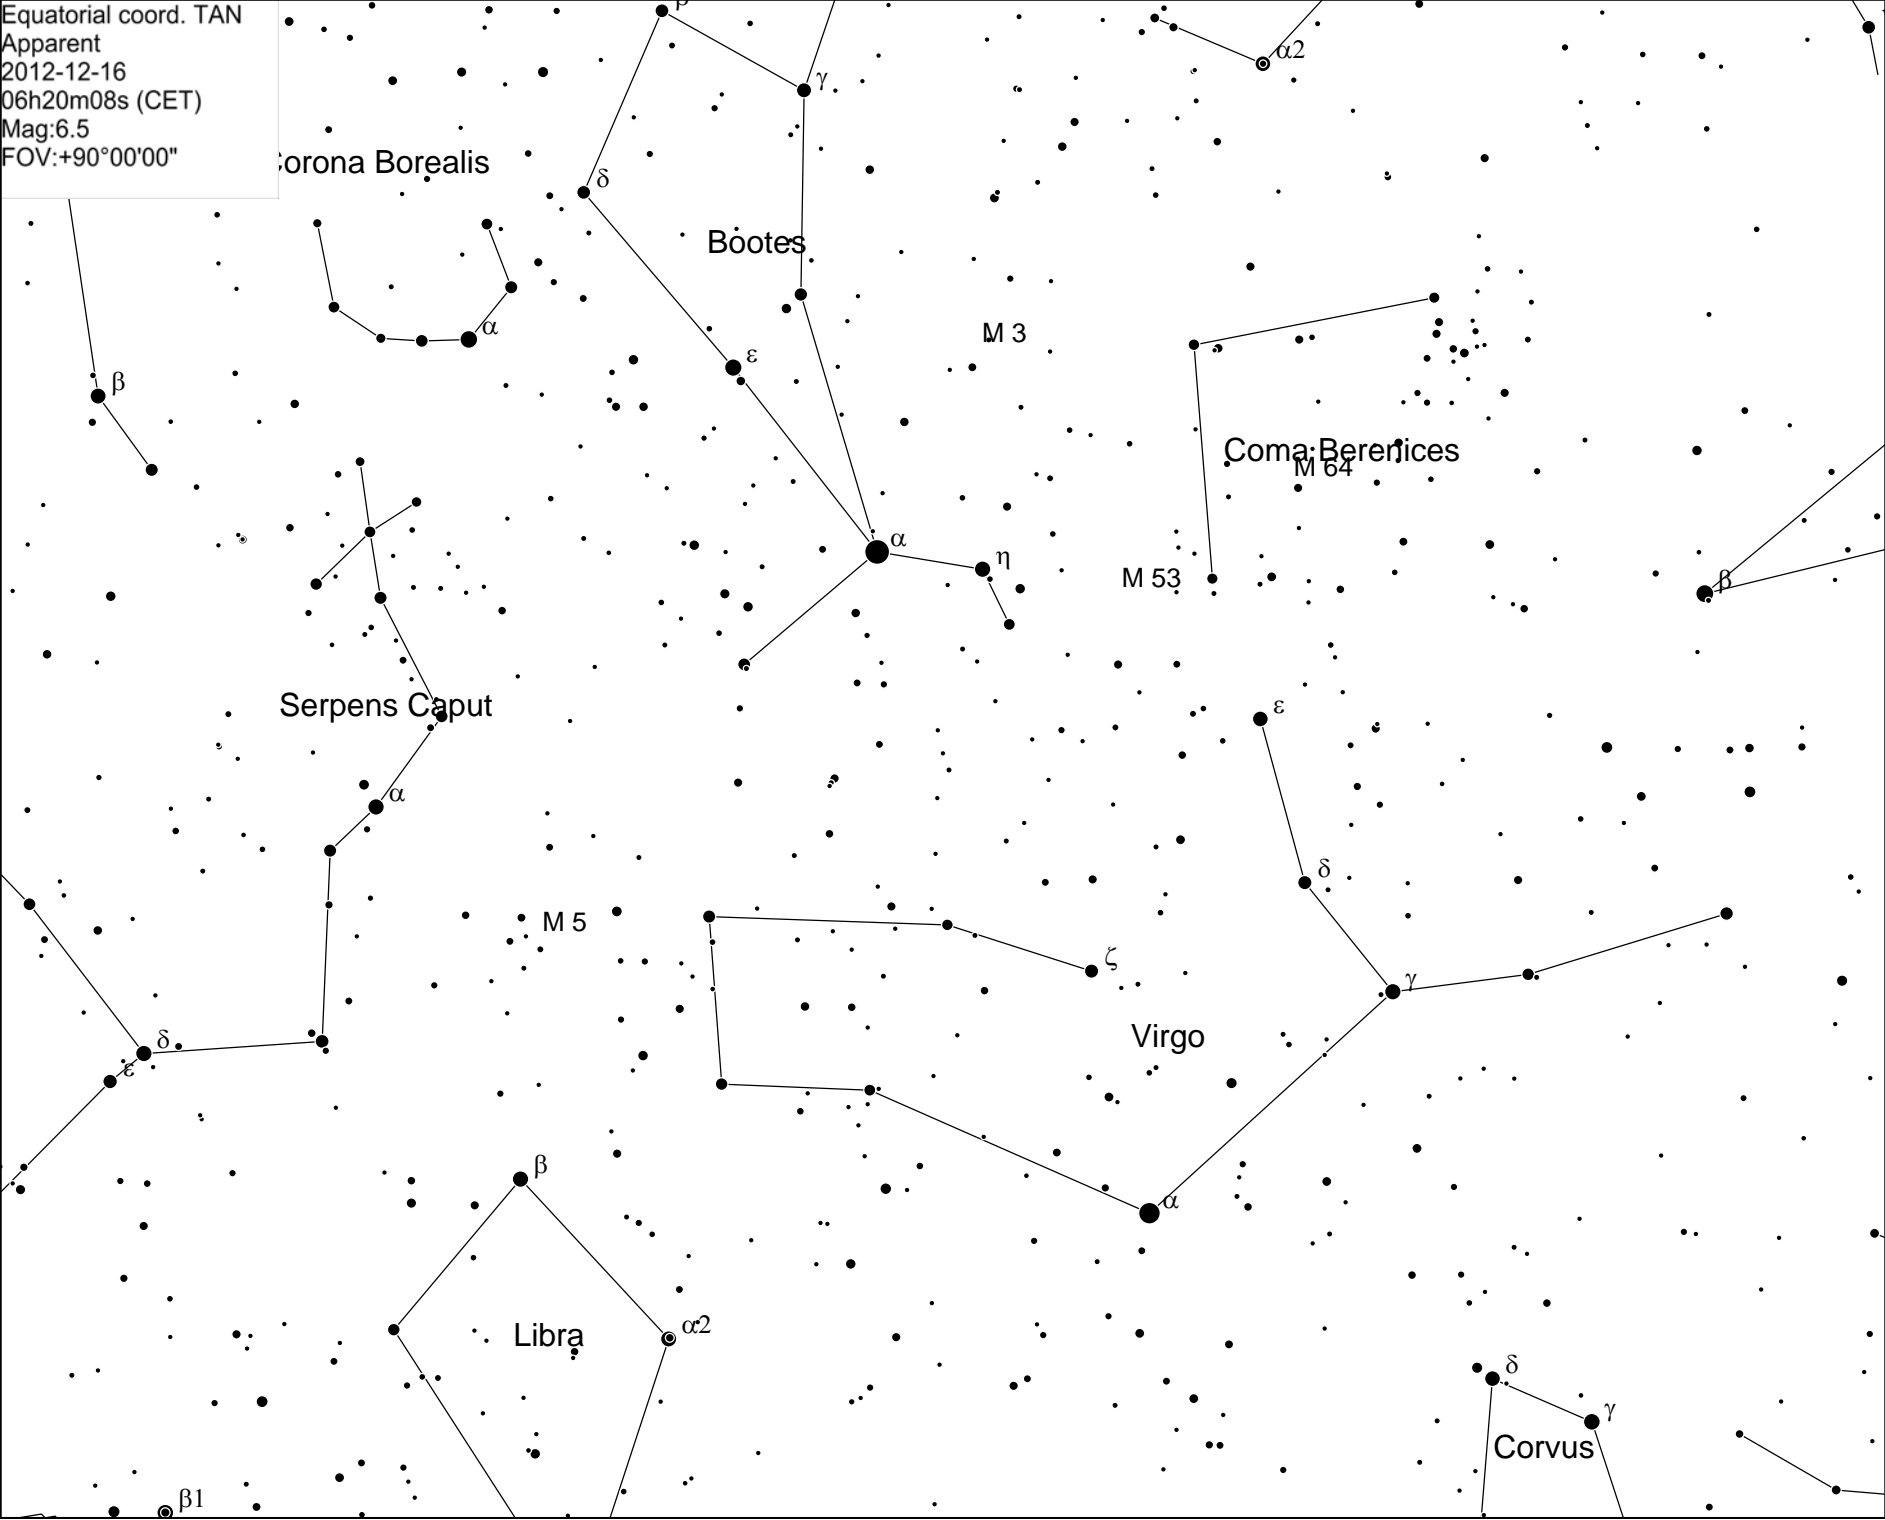 Equatorial coord. TAN
Apparent
2012-12-16
06h20m08s (CET)
Mag:6.5
FOV:+90°00'00"
β
α2
γ
orona Borealis
δ
Bootes
α
M 3
ε
β
Coma Berenices
M 64
α
η
M 53
β
Serpens Caput
ε
α
δ
M 5
ζ
γ
Virgo
δ
ε
β
α
α2
Libra
δ
γ
Corvus
β1